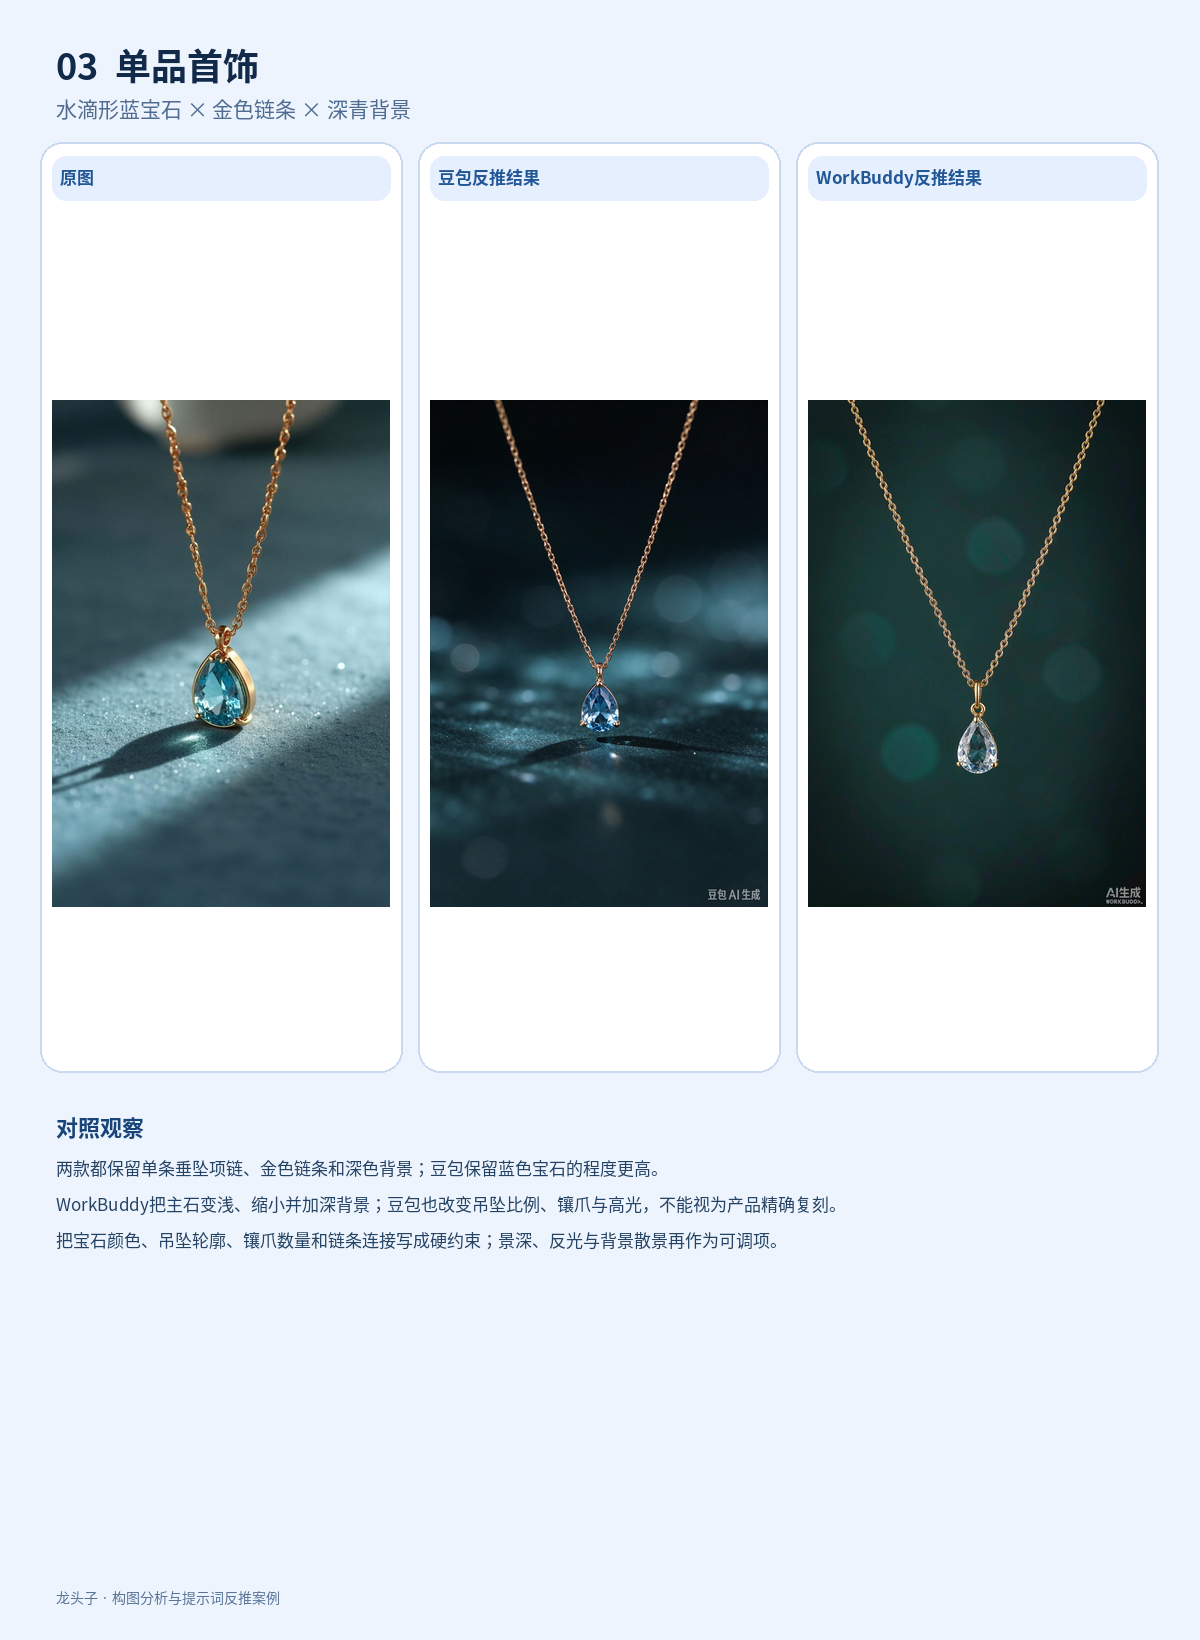 03 单品首饰
水滴形蓝宝石 × 金色链条 × 深青背景
原图
豆包反推结果
WorkBuddy反推结果
豆包 AI 生成
AI生成
WORKBUDDY
对照观察
两款都保留单条垂坠项链、金色链条和深色背景；豆包保留蓝色宝石的程度更高。
WorkBuddy把主石变浅、缩小并加深背景；豆包也改变吊坠比例、镶爪与高光，不能视为产品精确复刻。
把宝石颜色、吊坠轮廓、镶爪数量和链条连接写成硬约束；景深、反光与背景散景再作为可调项。
龙头子 · 构图分析与提示词反推案例